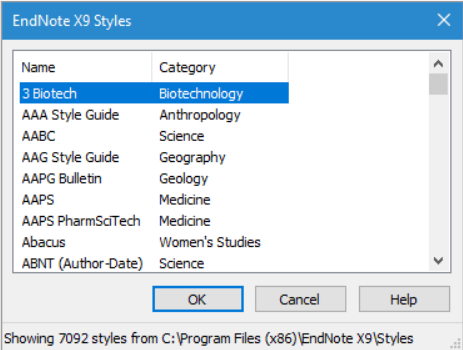 EndNote X9 Styles
Name Category
3 Biotech Biotechnology
AAA Style Guide Anthropology
AABC Science
AAG Style Guide Geography
AAPG Bulletin Geology
AAPS Medicine
AAPS PharmSciTech Medicine
Abacus Women's Studies
ABNT (Author-Date) Science
OK Cancel Help
Showing 7092 styles from C:\Program Files (x86)\EndNote X9\Styles